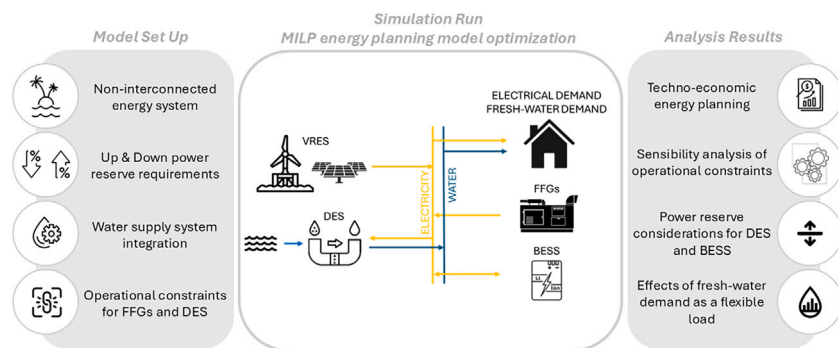 Model Set Up
Non-interconnected
energy system
Up & Down power
reserve requirements
Water supply system
integration
Operational constraints
for FFGs and DES
Simulation Run
MILP energy planning model optimization
ELECTRICAL DEMAND
FRESH-WATER DEMAND
VRES
ELECTRICITY
WATER
FFGs
DES
BESS
Li
Ion
Analysis Results
Techno-economic
energy planning
Sensibility analysis of
operational constraints
Power reserve
considerations for DES
and BESS
Effects of fresh-water
demand as a flexible
load
%
%
$